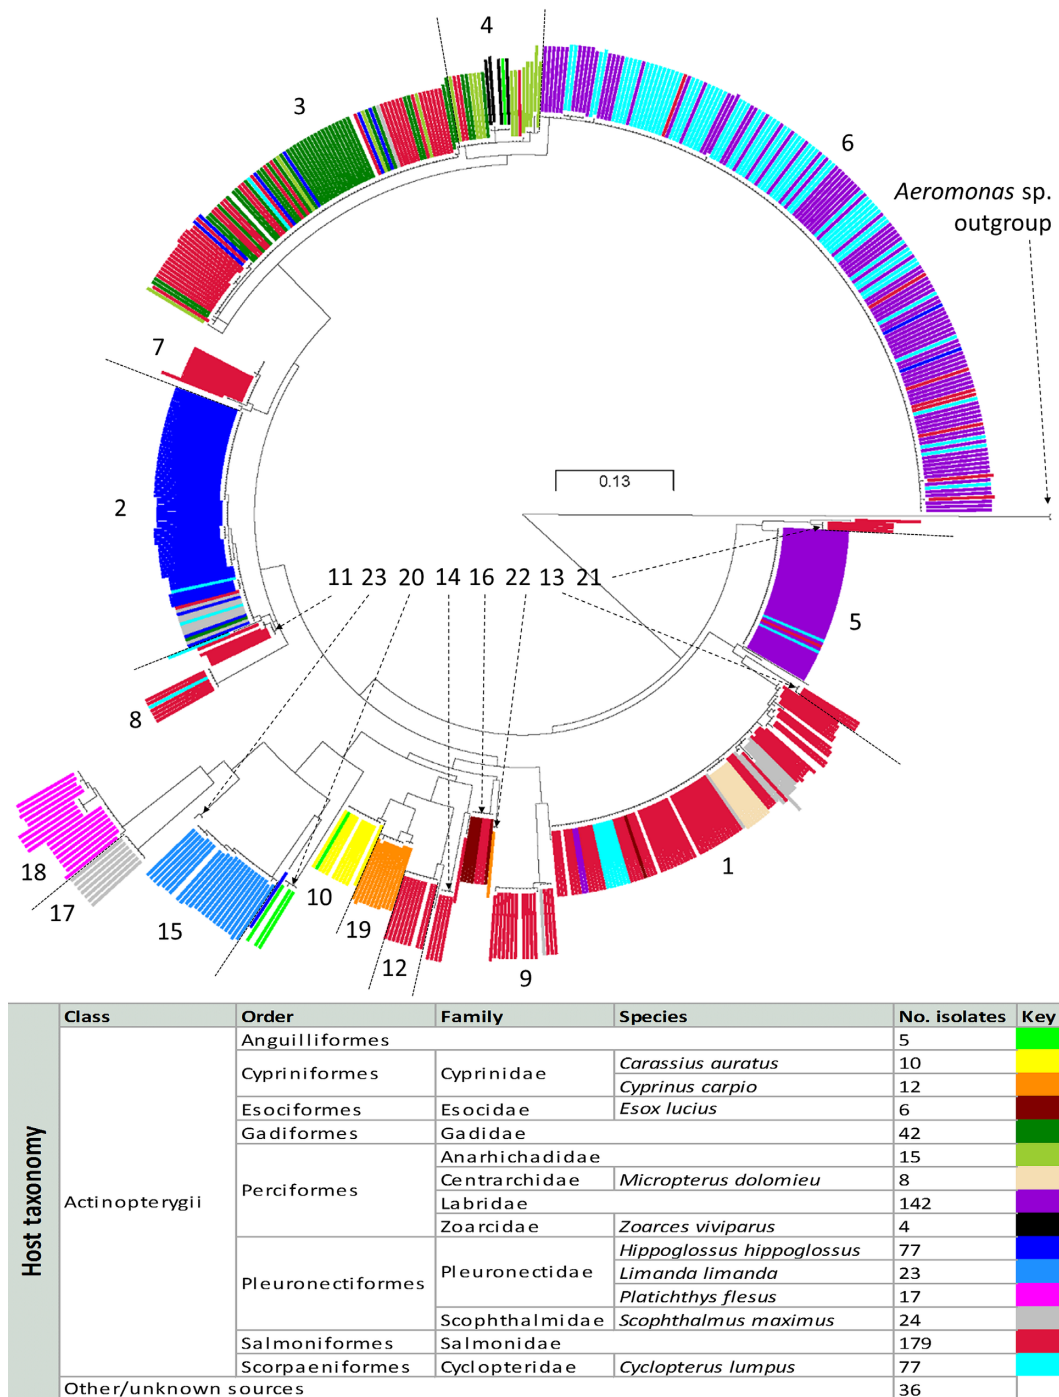 4
3
6
Aeromonas sp.
outgroup
7
0.13
2
11 23 20 14 16 22 13 21
5
8
1
18
17
15
10
19
12
9
Host taxonomy
Class Order Family Species No. isolates Key
Actinopterygii
Anguilliformes 5
Cypriniformes Cyprinidae Carassius auratus 10
Cyprinus carpio 12
Esociformes Esocidae Esox lucius 6
Gadiformes Gadidae 42
Perciformes Anarhichadidae 15
Centrarchidae Micropterus dolomieu 8
Labridae 142
Zoarcidae Zoarces viviparus 4
Pleuronectiformes Pleuronectidae Hippoglossus hippoglossus 77
Limanda limanda 23
Platichthys flesus 17
Scophthalmidae Scophthalmus maximus 24
Salmoniformes Salmonidae 179
Scorpaeniformes Cyclopteridae Cyclopterus lumpus 77
Other/unknown sources 36